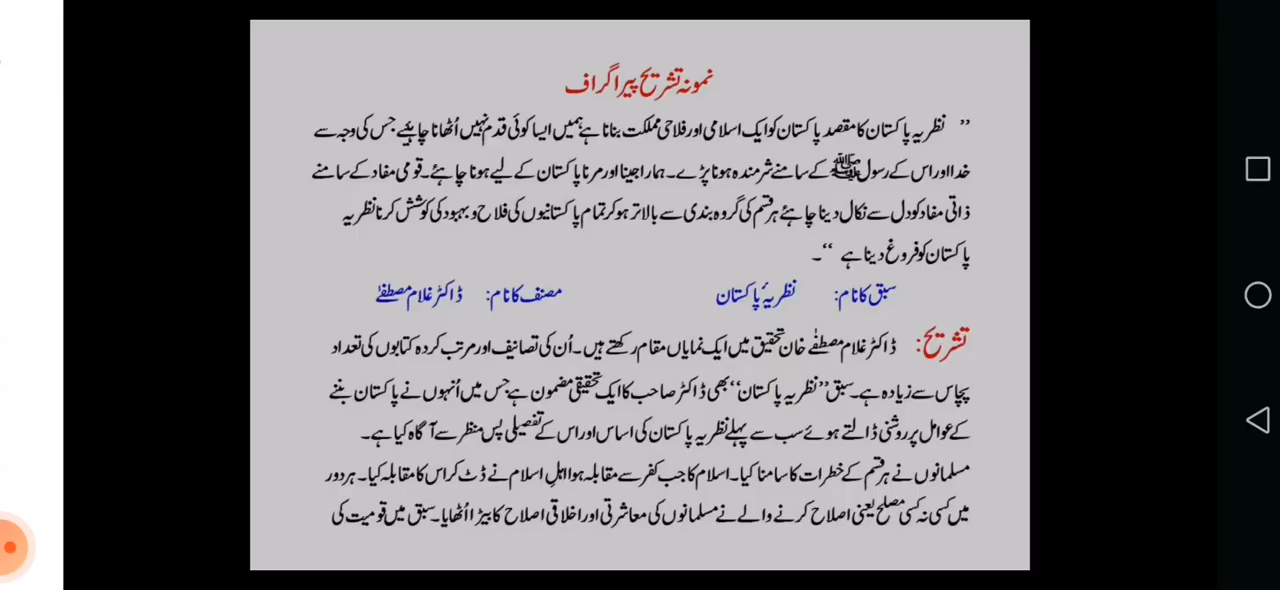 نمونہ تشریح پیراگراف
’’ نظریہ پاکستان کا مقصد پاکستان کو ایک اسلامی اور فلاحی مملکت بنانا ہے ہمیں ایسا کوئی قدم نہیں اُٹھانا چاہیے جس کی وجہ سے
خدا اور اس کے رسول ﷺ کے سامنے شرمندہ ہونا پڑے۔ ہمارا جینا اور مرنا پاکستان کے لیے ہونا چاہئے۔ قومی مفاد کے سامنے
ذاتی مفاد کو دل سے نکال دینا چاہئے ہر قسم کی گروہ بندی سے بالاتر ہو کر تمام پاکستانیوں کی فلاح و بہبود کی کوشش کرنا نظریہ
پاکستان کو فروغ دینا ہے ‘‘۔
سبق کا نام: نظریۂ پاکستان مصنف کا نام: ڈاکٹر غلام مصطفےٰ
تشریح: ڈاکٹر غلام مصطفےٰ خان تحقیق میں ایک نمایاں مقام رکھتے ہیں۔ اُن کی تصانیف اور مرتب کردہ کتابوں کی تعداد
پچاس سے زیادہ ہے۔ سبق ’’نظریہ پاکستان‘‘ بھی ڈاکٹر صاحب کا ایک تحقیقی مضمون ہے جس میں اُنہوں نے پاکستان بننے
کے عوامل پر روشنی ڈالتے ہوئے سب سے پہلے نظریہ پاکستان کی اساس اور اس کے تفصیلی پس منظر سے آگاہ کیا ہے۔
مسلمانوں نے ہر قسم کے خطرات کا سامنا کیا۔ اسلام کا جب کفر سے مقابلہ ہوا اہلِ اسلام نے ڈٹ کر اس کا مقابلہ کیا۔ ہر دور
میں کسی نہ کسی مصلح یعنی اصلاح کرنے والے نے مسلمانوں کی معاشرتی اور اخلاقی اصلاح کا بیڑا اُٹھایا۔ سبق میں قومیت کی